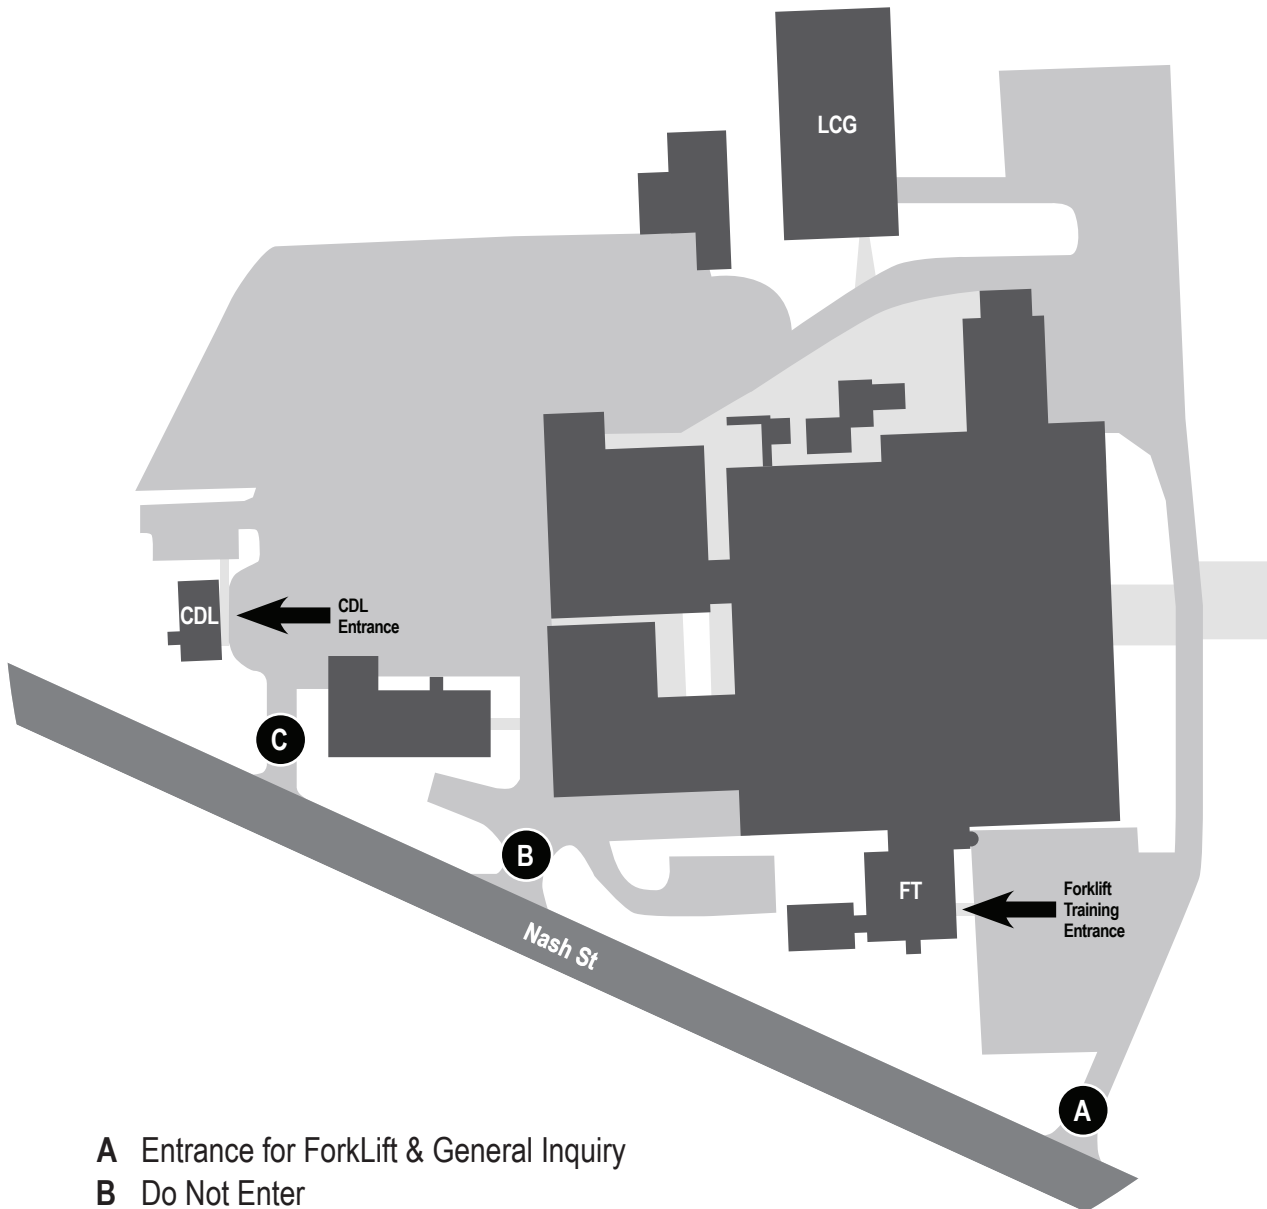 LCG
CDL
CDL
Entrance
C
B
FT
Forklift
Training
Entrance
Nash St
A
A Entrance for ForkLift & General Inquiry
B Do Not Enter